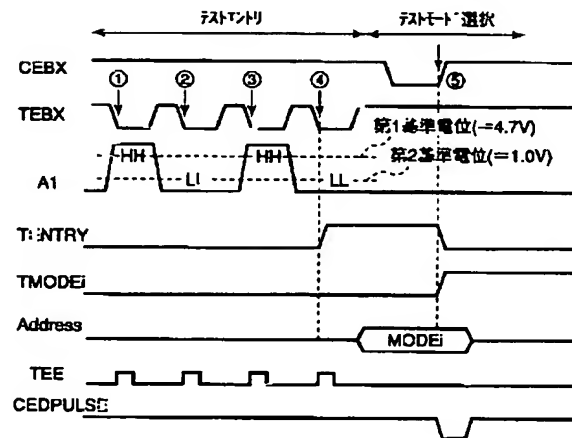 テストエントリ テストモード選択
CEBX ⑤
① ② ③ ④
TEBX
第1基準電位(=4.7V)
HH HH 第2基準電位(=1.0V)
A1 LL LL
TENTRY
TMODEi
Address
MODEi
TEE
CEDPULSE